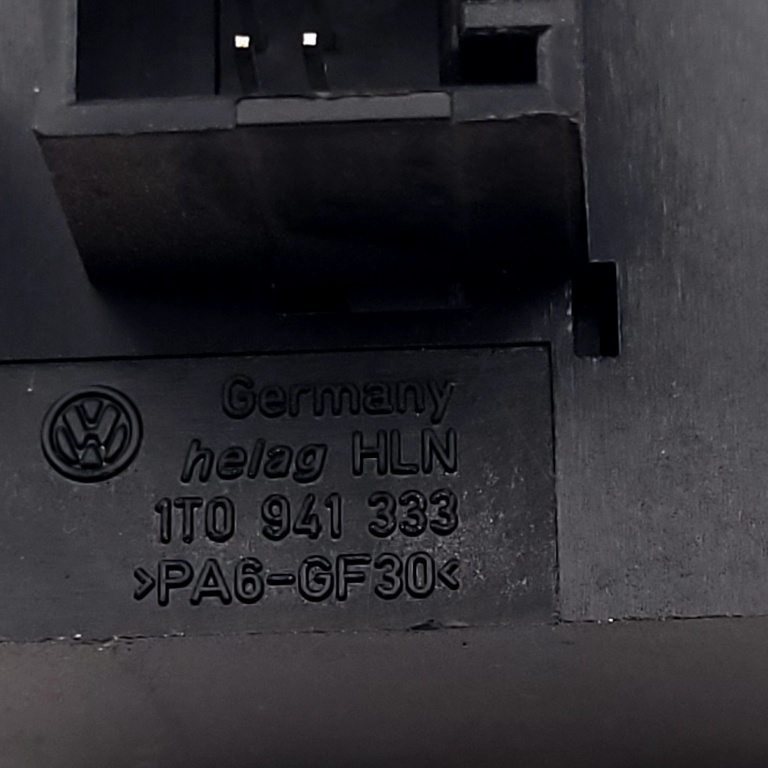 Germany
helag HLN
1T0 941 333
>PA6-GF30<